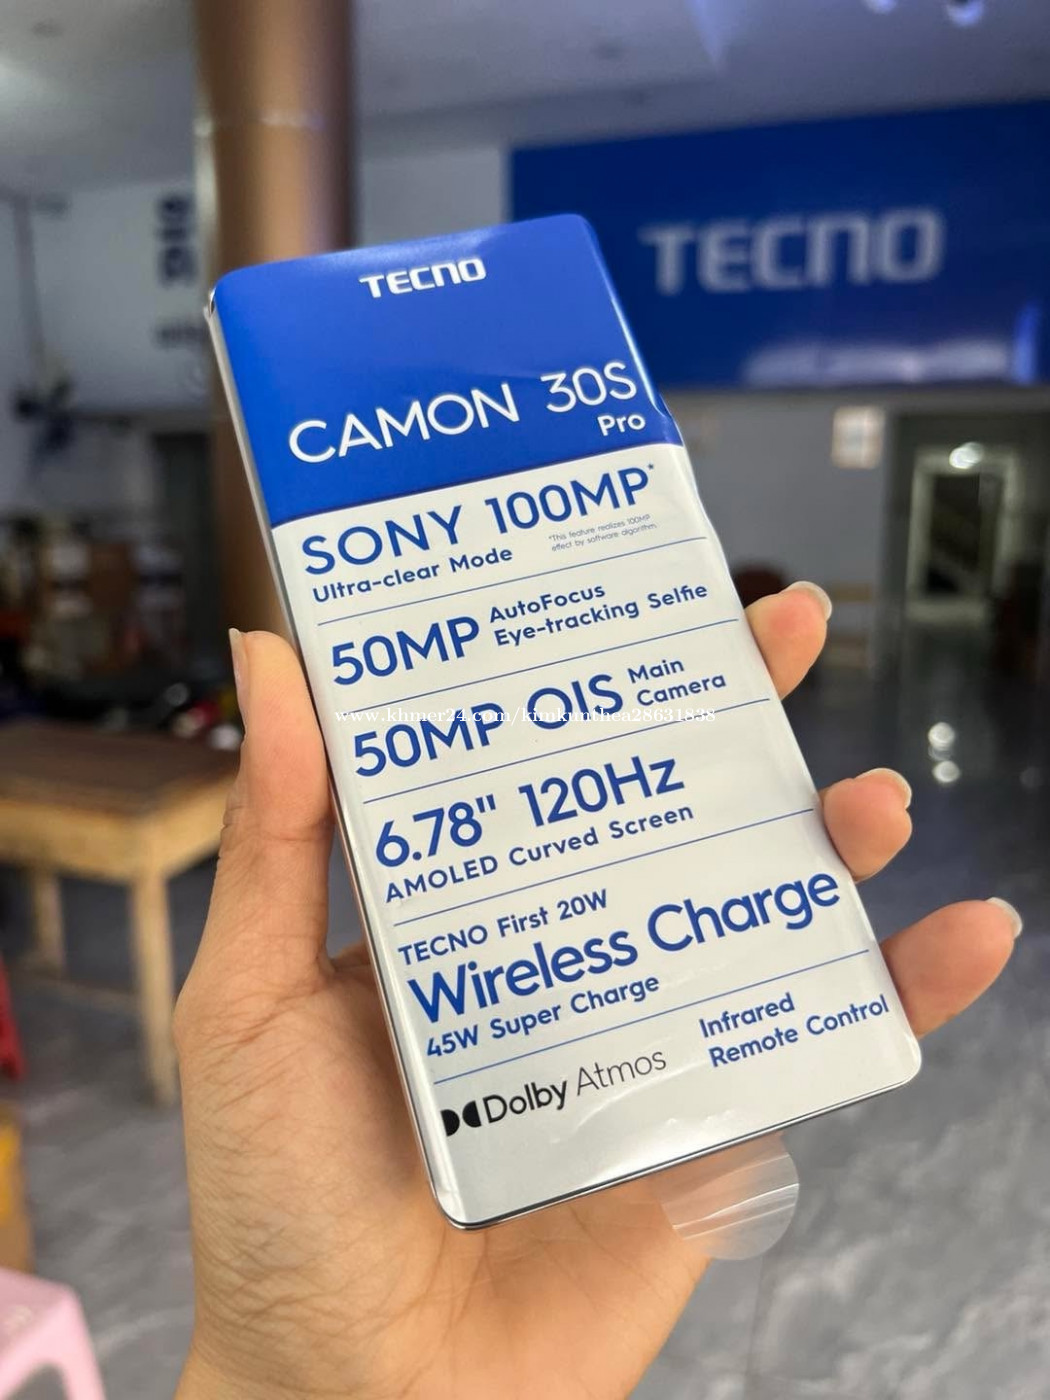 TECNO
TECNO
CAMON 30S
Pro
SONY 100MP*
Ultra-clear Mode
*This feature realizes 100MP
effect by software algorithm.
50MP AutoFocus
Eye-tracking Selfie
50MP OIS Main
Camera
www.khmer24.com/kimkunthea28631838
6.78" 120Hz
AMOLED Curved Screen
TECNO First 20W
Wireless Charge
45W Super Charge
Dolby Atmos
Infrared
Remote Control